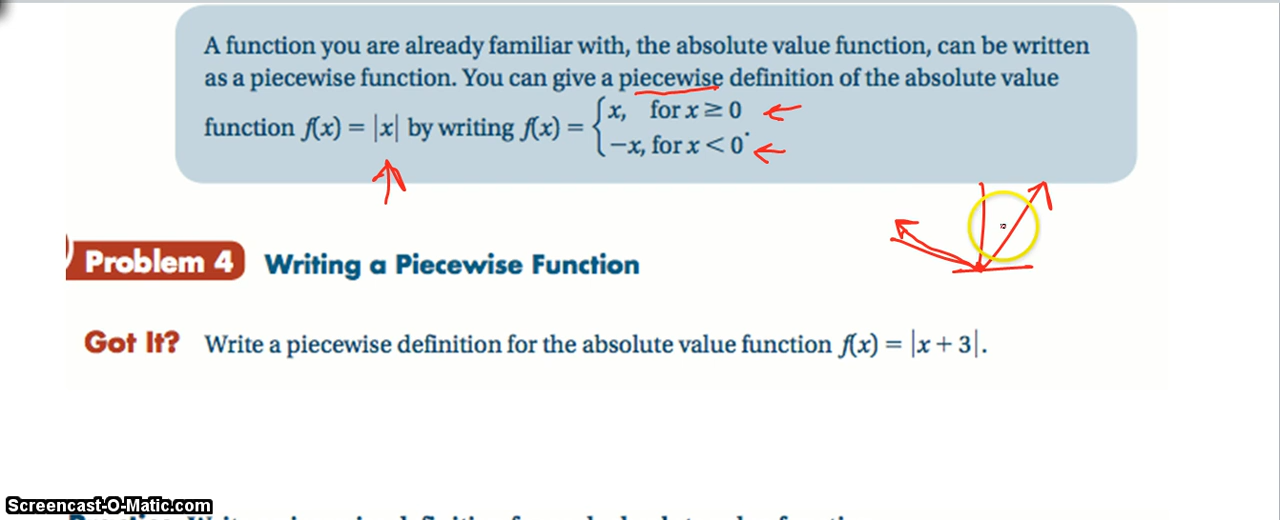 A function you are already familiar with, the absolute value function, can be written
as a piecewise function. You can give a piecewise definition of the absolute value
function f(x) = |x| by writing f(x) = { x, for x ≥ 0
−x, for x < 0 .
Problem 4 Writing a Piecewise Function
Got It? Write a piecewise definition for the absolute value function f(x) = |x + 3|.
Screencast-O-Matic.com